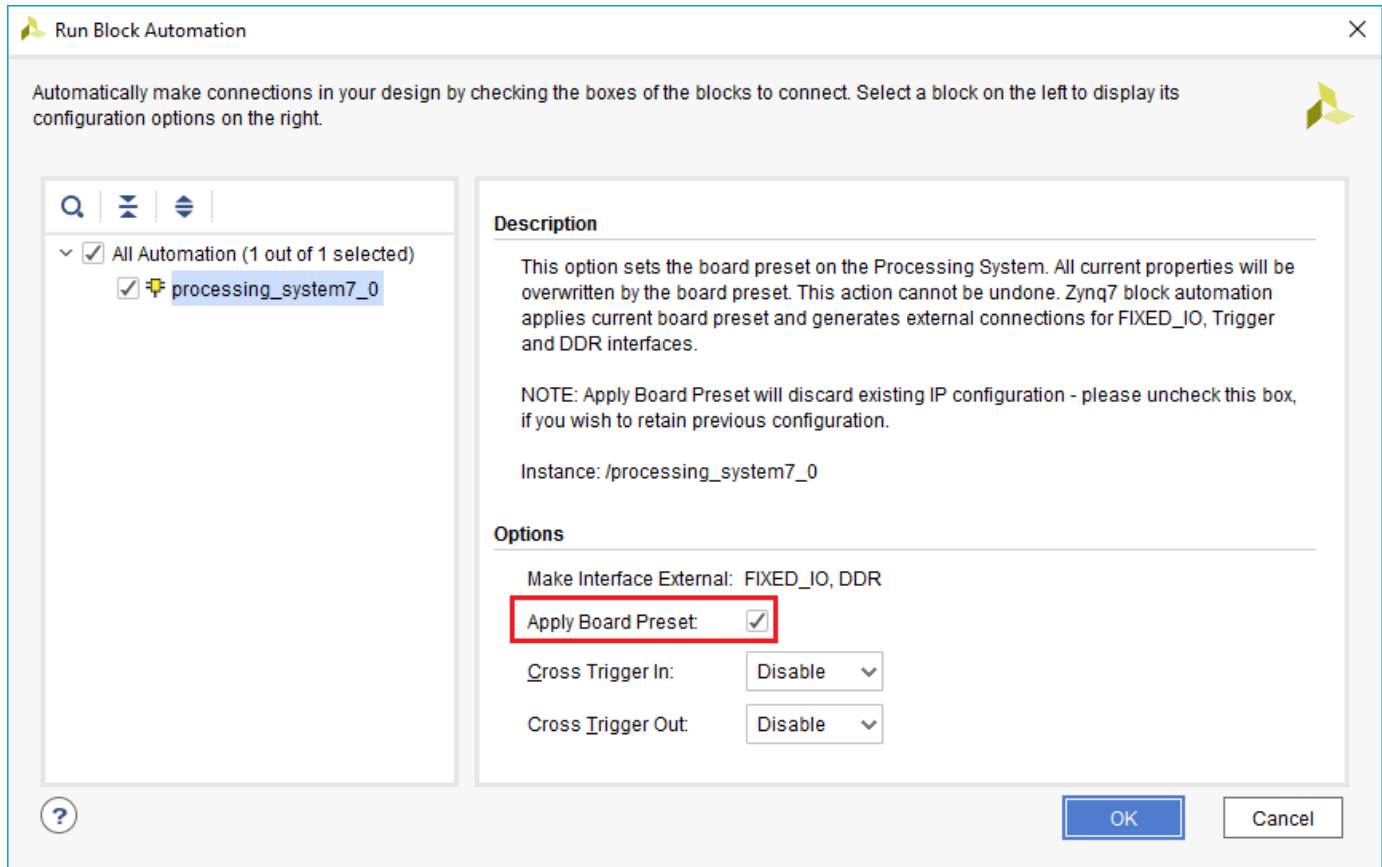 Run Block Automation
Automatically make connections in your design by checking the boxes of the blocks to connect. Select a block on the left to display its
configuration options on the right.
All Automation (1 out of 1 selected)
processing_system7_0
Description
This option sets the board preset on the Processing System. All current properties will be
overwritten by the board preset. This action cannot be undone. Zynq7 block automation
applies current board preset and generates external connections for FIXED_IO, Trigger
and DDR interfaces.
NOTE: Apply Board Preset will discard existing IP configuration - please uncheck this box,
if you wish to retain previous configuration.
Instance: /processing_system7_0
Options
Make Interface External: FIXED_IO, DDR
Apply Board Preset:
Cross Trigger In: Disable
Cross Trigger Out: Disable
?
OK Cancel